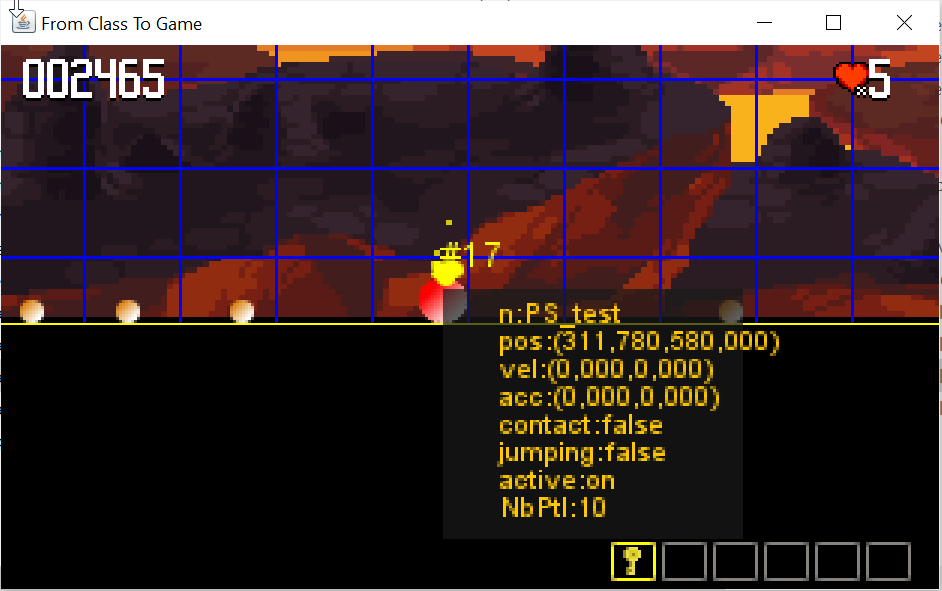 From Class To Game
002465
x5
#17
n:PS_test
pos:(311,780,580,000)
vel:(0,000,0,000)
acc:(0,000,0,000)
contact:false
jumping:false
active:on
NbPtl:10